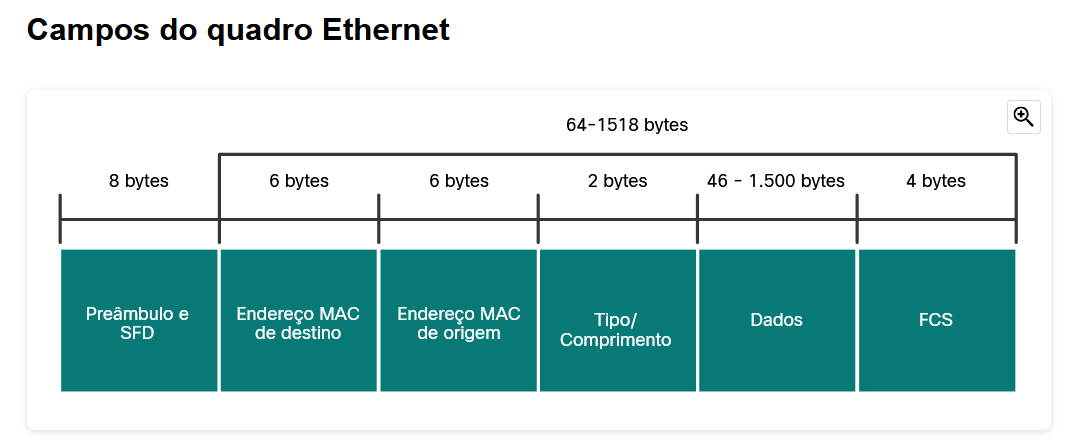 Campos do quadro Ethernet
64-1518 bytes
8 bytes
6 bytes
6 bytes
2 bytes
46 - 1.500 bytes
4 bytes
Preâmbulo e
SFD
Endereço MAC
de destino
Endereço MAC
de origem
Tipo/
Comprimento
Dados
FCS